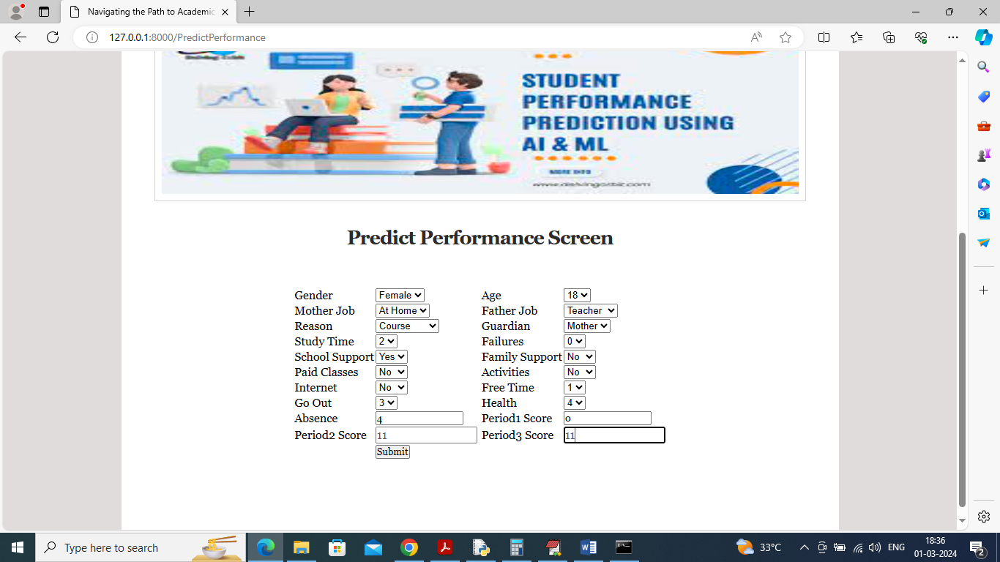 Navigating the Path to Academic
127.0.0.1:8000/PredictPerformance
STUDENT
PERFORMANCE
PREDICTION USING
AI & ML
MORE INFO
Predict Performance Screen
Gender Female Age 18
Mother Job At Home Father Job Teacher
Reason Course Guardian Mother
Study Time 2 Failures 0
School Support Yes Family Support No
Paid Classes No Activities No
Internet No Free Time 1
Go Out 3 Health 4
Absence 4 Period1 Score 0
Period2 Score 11 Period3 Score 11
Submit
Type here to search
33°C
ENG
18:36
01-03-2024
2